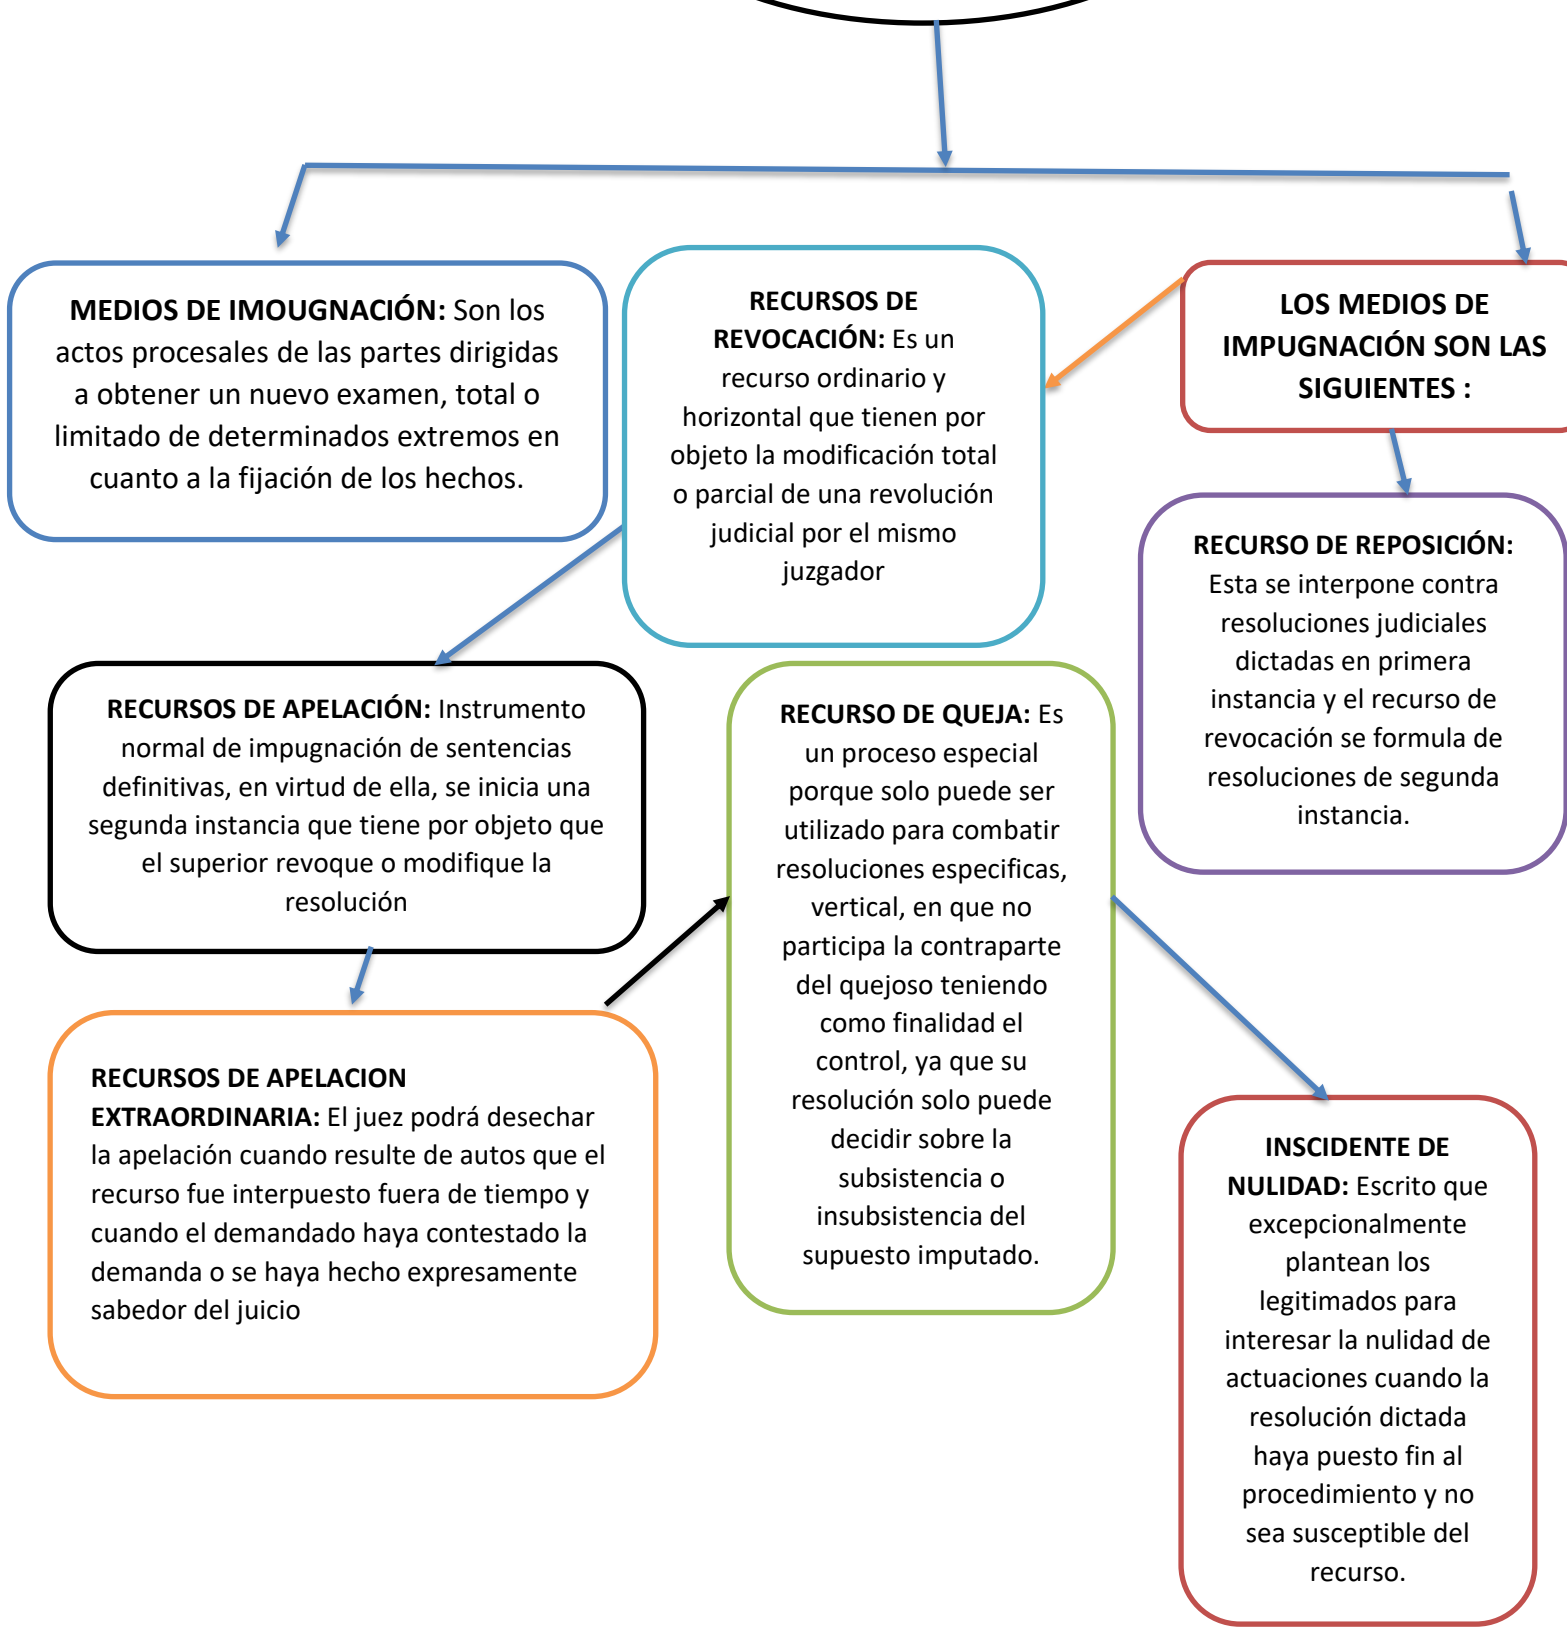 MEDIOS DE IMOUGNACIÓN: Son los
actos procesales de las partes dirigidas
a obtener un nuevo examen, total o
limitado de determinados extremos en
cuanto a la fijación de los hechos.
RECURSOS DE
REVOCACIÓN: Es un
recurso ordinario y
horizontal que tienen por
objeto la modificación total
o parcial de una revolución
judicial por el mismo
juzgador
LOS MEDIOS DE
IMPUGNACIÓN SON LAS
SIGUIENTES :
RECURSO DE REPOSICIÓN:
Esta se interpone contra
resoluciones judiciales
dictadas en primera
instancia y el recurso de
revocación se formula de
resoluciones de segunda
instancia.
RECURSOS DE APELACIÓN: Instrumento
normal de impugnación de sentencias
definitivas, en virtud de ella, se inicia una
segunda instancia que tiene por objeto que
el superior revoque o modifique la
resolución
RECURSO DE QUEJA: Es
un proceso especial
porque solo puede ser
utilizado para combatir
resoluciones especificas,
vertical, en que no
participa la contraparte
del quejoso teniendo
como finalidad el
control, ya que su
resolución solo puede
decidir sobre la
subsistencia o
insubsistencia del
supuesto imputado.
RECURSOS DE APELACION
EXTRAORDINARIA: El juez podrá desechar
la apelación cuando resulte de autos que el
recurso fue interpuesto fuera de tiempo y
cuando el demandado haya contestado la
demanda o se haya hecho expresamente
sabedor del juicio
INSCIDENTE DE
NULIDAD: Escrito que
excepcionalmente
plantean los
legitimados para
interesar la nulidad de
actuaciones cuando la
resolución dictada
haya puesto fin al
procedimiento y no
sea susceptible del
recurso.